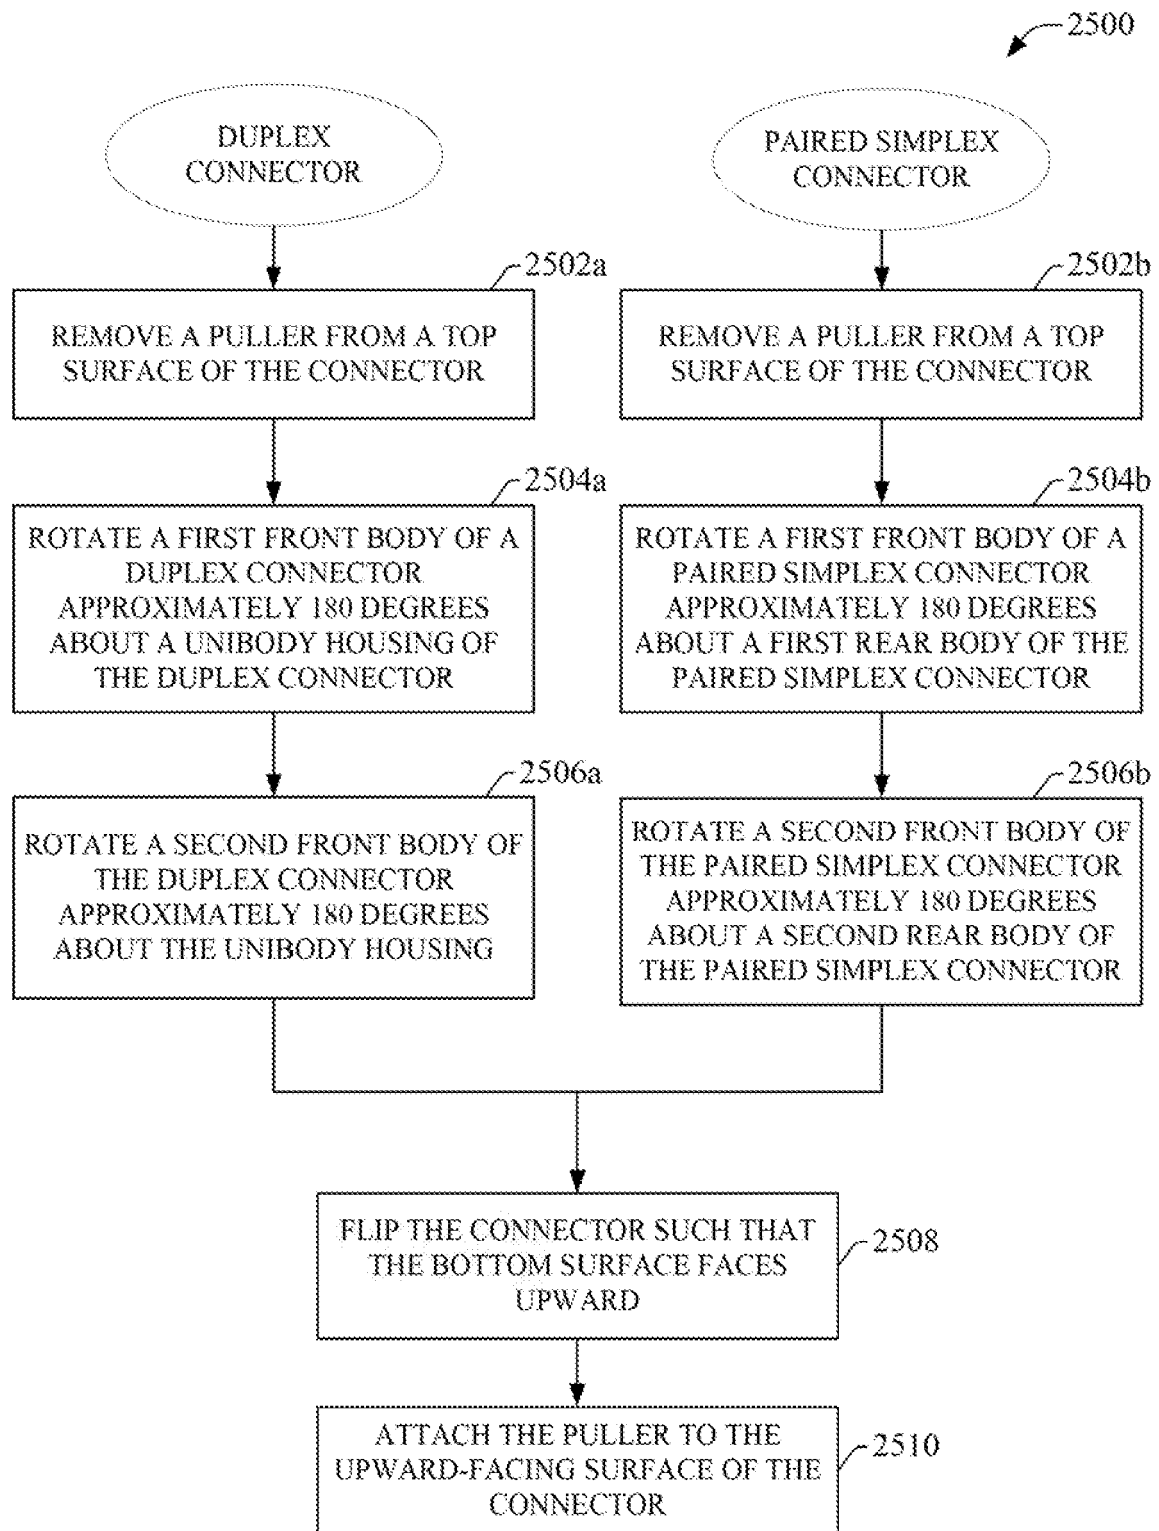 2500
DUPLEX
CONNECTOR
PAIRED SIMPLEX
CONNECTOR
2502a
REMOVE A PULLER FROM A TOP
SURFACE OF THE CONNECTOR
2502b
REMOVE A PULLER FROM A TOP
SURFACE OF THE CONNECTOR
2504a
ROTATE A FIRST FRONT BODY OF A
DUPLEX CONNECTOR
APPROXIMATELY 180 DEGREES
ABOUT A UNIBODY HOUSING OF
THE DUPLEX CONNECTOR
2504b
ROTATE A FIRST FRONT BODY OF A
PAIRED SIMPLEX CONNECTOR
APPROXIMATELY 180 DEGREES
ABOUT A FIRST REAR BODY OF THE
PAIRED SIMPLEX CONNECTOR
2506a
ROTATE A SECOND FRONT BODY OF
THE DUPLEX CONNECTOR
APPROXIMATELY 180 DEGREES
ABOUT THE UNIBODY HOUSING
2506b
ROTATE A SECOND FRONT BODY OF
THE PAIRED SIMPLEX CONNECTOR
APPROXIMATELY 180 DEGREES
ABOUT A SECOND REAR BODY OF
THE PAIRED SIMPLEX CONNECTOR
FLIP THE CONNECTOR SUCH THAT
THE BOTTOM SURFACE FACES
UPWARD
2508
ATTACH THE PULLER TO THE
UPWARD-FACING SURFACE OF THE
CONNECTOR
2510